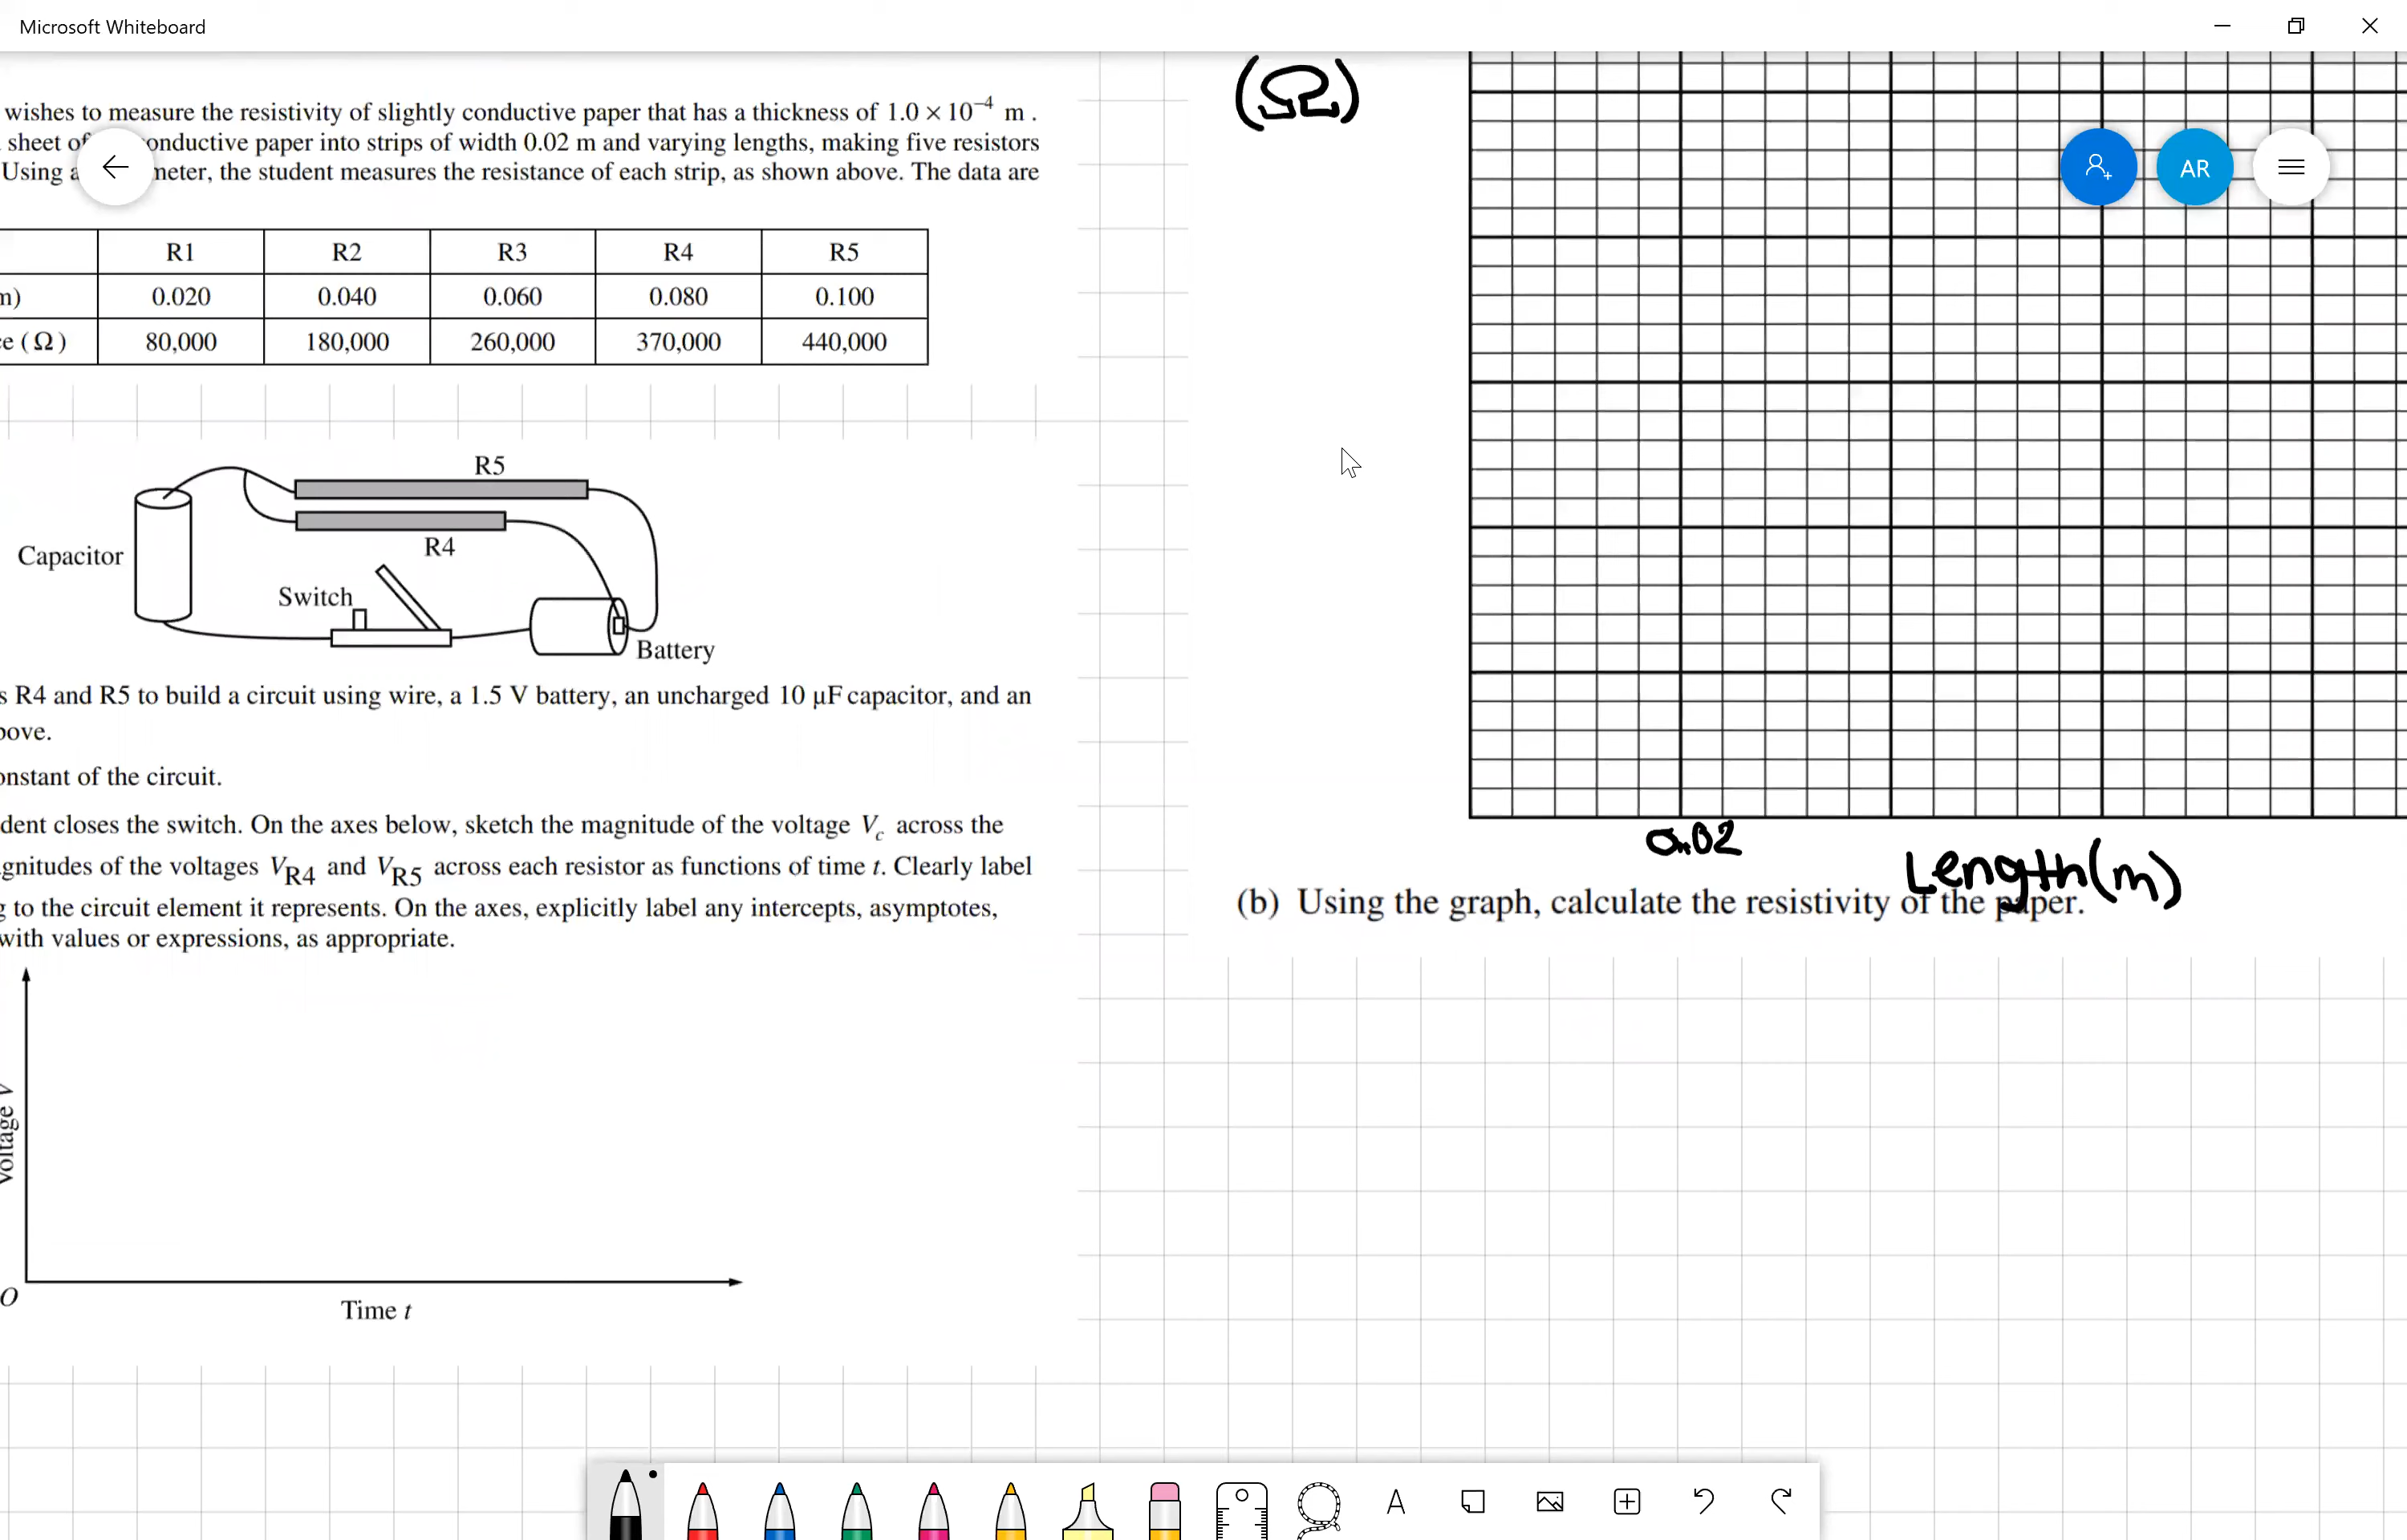 Microsoft Whiteboard
wishes to measure the resistivity of slightly conductive paper that has a thickness of 1.0 × 10⁻⁴ m .
sheet of onductive paper into strips of width 0.02 m and varying lengths, making five resistors
Using a meter, the student measures the resistance of each strip, as shown above. The data are
R1 R2 R3 R4 R5
m) 0.020 0.040 0.060 0.080 0.100
ce (Ω) 80,000 180,000 260,000 370,000 440,000
R5
R4
Capacitor
Switch
Battery
s R4 and R5 to build a circuit using wire, a 1.5 V battery, an uncharged 10 μF capacitor, and an
bove.
onstant of the circuit.
dent closes the switch. On the axes below, sketch the magnitude of the voltage Vc across the
gnitudes of the voltages VR4 and VR5 across each resistor as functions of time t. Clearly label
g to the circuit element it represents. On the axes, explicitly label any intercepts, asymptotes,
with values or expressions, as appropriate.
Voltage V
O
Time t
(Ω)
AR
0.02
Length(m)
(b) Using the graph, calculate the resistivity of the paper.
A